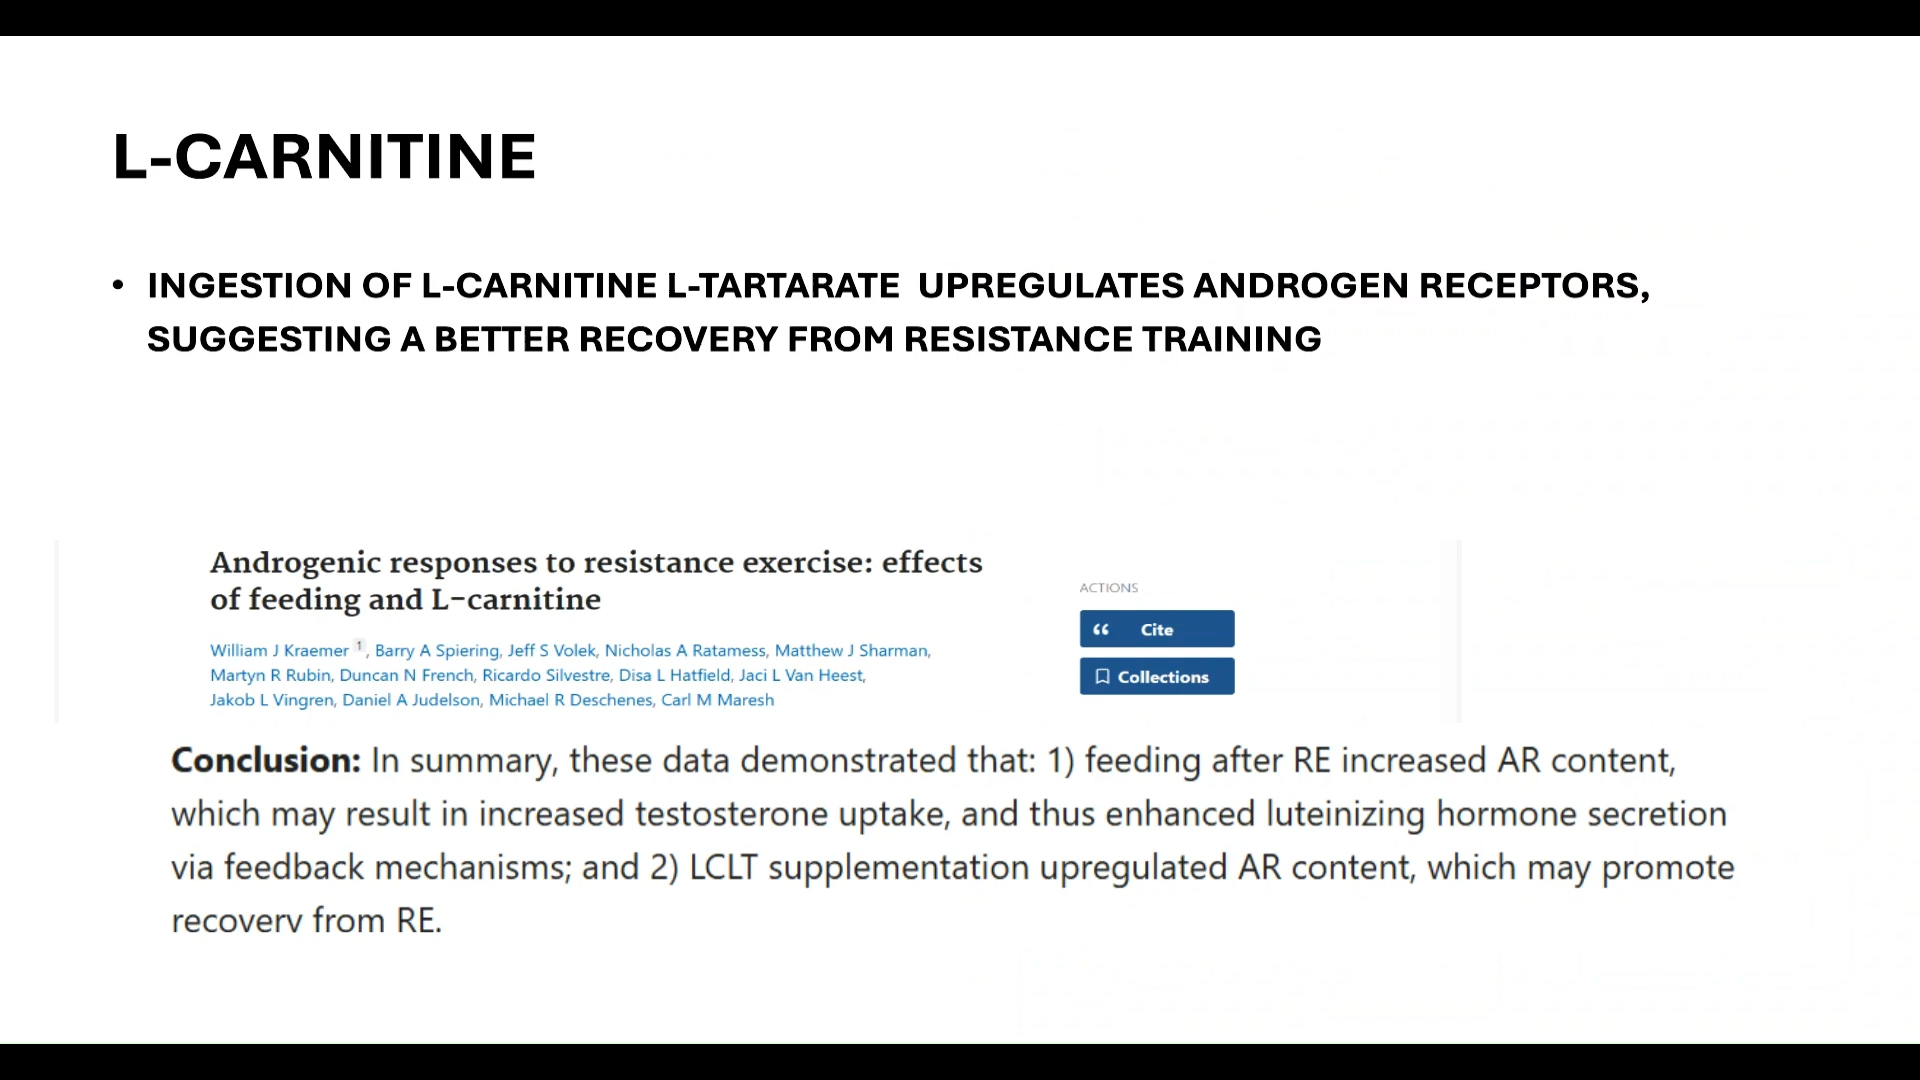 L-CARNITINE
• INGESTION OF L-CARNITINE L-TARTARATE UPREGULATES ANDROGEN RECEPTORS,
SUGGESTING A BETTER RECOVERY FROM RESISTANCE TRAINING
Androgenic responses to resistance exercise: effects
of feeding and L-carnitine
William J Kraemer 1, Barry A Spiering, Jeff S Volek, Nicholas A Ratamess, Matthew J Sharman,
Martyn R Rubin, Duncan N French, Ricardo Silvestre, Disa L Hatfield, Jaci L Van Heest,
Jakob L Vingren, Daniel A Judelson, Michael R Deschenes, Carl M Maresh
ACTIONS
Cite
Collections
Conclusion: In summary, these data demonstrated that: 1) feeding after RE increased AR content,
which may result in increased testosterone uptake, and thus enhanced luteinizing hormone secretion
via feedback mechanisms; and 2) LCLT supplementation upregulated AR content, which may promote
recovery from RE.